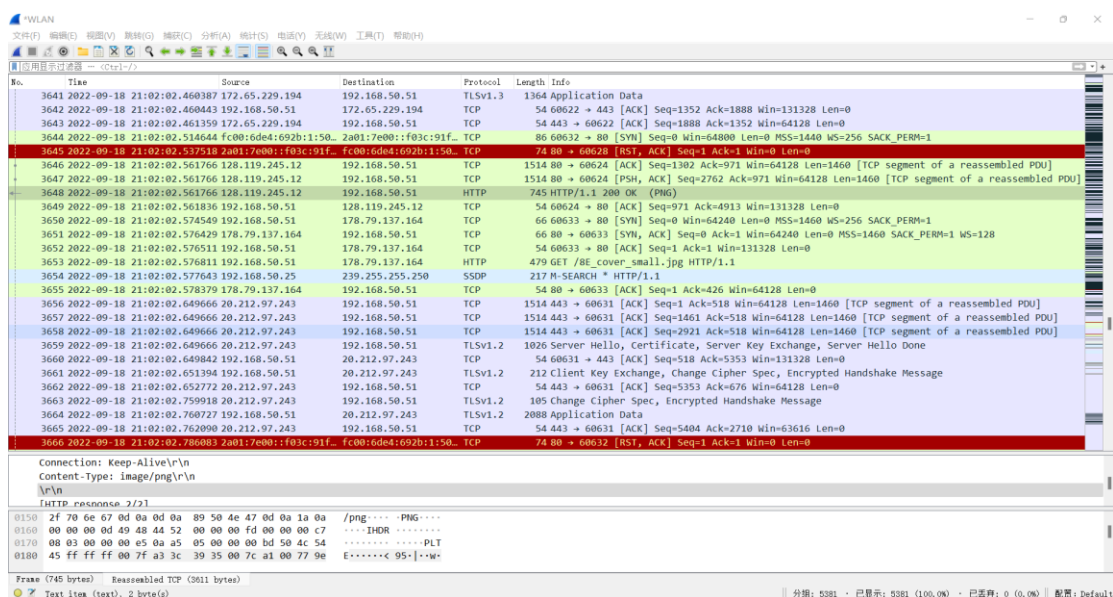 *WLAN
文件(F) 编辑(E) 视图(V) 跳转(G) 捕获(C) 分析(A) 统计(S) 电话(Y) 无线(W) 工具(T) 帮助(H)
应用显示过滤器 … <Ctrl-/>
No. Time Source Destination Protocol Length Info
3641 2022-09-18 21:02:02.460387 172.65.229.194 192.168.50.51 TLSv1.2 1364 Application Data
3642 2022-09-18 21:02:02.460443 192.168.50.51 172.65.229.194 TCP 54 60622 → 443 [ACK] Seq=1352 Ack=1888 Win=131328 Len=0
3643 2022-09-18 21:02:02.461359 172.65.229.194 192.168.50.51 TCP 54 443 → 60622 [ACK] Seq=1888 Ack=1352 Win=64128 Len=0
3644 2022-09-18 21:02:02.514644 fc00:6de4:692b:1:50… 2a01:7e00::f03c:91f… TCP 86 60632 → 80 [SYN] Seq=0 Win=64800 Len=0 MSS=1440 WS=256 SACK_PERM=1
3645 2022-09-18 21:02:02.537518 2a01:7e00::f03c:91f… fc00:6de4:692b:1:50… TCP 74 80 → 60628 [RST, ACK] Seq=1 Ack=1 Win=0 Len=0
3646 2022-09-18 21:02:02.561766 128.119.245.12 192.168.50.51 TCP 1514 80 → 60624 [ACK] Seq=1302 Ack=971 Win=64128 Len=1460 [TCP segment of a reassembled PDU]
3647 2022-09-18 21:02:02.561766 128.119.245.12 192.168.50.51 TCP 1514 80 → 60624 [PSH, ACK] Seq=2762 Ack=971 Win=64128 Len=1460 [TCP segment of a reassembled PDU]
3648 2022-09-18 21:02:02.561766 128.119.245.12 192.168.50.51 HTTP 745 HTTP/1.1 200 OK (PNG)
3649 2022-09-18 21:02:02.561836 192.168.50.51 128.119.245.12 TCP 54 60624 → 80 [ACK] Seq=971 Ack=4913 Win=131328 Len=0
3650 2022-09-18 21:02:02.574549 192.168.50.51 178.79.137.164 TCP 66 60633 → 80 [SYN] Seq=0 Win=64240 Len=0 MSS=1460 WS=256 SACK_PERM=1
3651 2022-09-18 21:02:02.576429 178.79.137.164 192.168.50.51 TCP 66 80 → 60633 [SYN, ACK] Seq=0 Ack=1 Win=64240 Len=0 MSS=1460 SACK_PERM=1 WS=128
3652 2022-09-18 21:02:02.576511 192.168.50.51 178.79.137.164 TCP 54 60633 → 80 [ACK] Seq=1 Ack=1 Win=131328 Len=0
3653 2022-09-18 21:02:02.576811 192.168.50.51 178.79.137.164 HTTP 479 GET /8E_cover_small.jpg HTTP/1.1
3654 2022-09-18 21:02:02.577643 192.168.50.25 239.255.255.250 SSDP 217 M-SEARCH * HTTP/1.1
3655 2022-09-18 21:02:02.578379 178.79.137.164 192.168.50.51 TCP 54 80 → 60633 [ACK] Seq=1 Ack=426 Win=64128 Len=0
3656 2022-09-18 21:02:02.649666 20.212.97.243 192.168.50.51 TCP 1514 443 → 60631 [ACK] Seq=1 Ack=518 Win=64128 Len=1460 [TCP segment of a reassembled PDU]
3657 2022-09-18 21:02:02.649666 20.212.97.243 192.168.50.51 TCP 1514 443 → 60631 [ACK] Seq=1461 Ack=518 Win=64128 Len=1460 [TCP segment of a reassembled PDU]
3658 2022-09-18 21:02:02.649666 20.212.97.243 192.168.50.51 TCP 1514 443 → 60631 [ACK] Seq=2921 Ack=518 Win=64128 Len=1460 [TCP segment of a reassembled PDU]
3659 2022-09-18 21:02:02.649666 20.212.97.243 192.168.50.51 TLSv1.2 1026 Server Hello, Certificate, Server Key Exchange, Server Hello Done
3660 2022-09-18 21:02:02.649842 192.168.50.51 20.212.97.243 TCP 54 60631 → 443 [ACK] Seq=518 Ack=5353 Win=131328 Len=0
3661 2022-09-18 21:02:02.651394 192.168.50.51 20.212.97.243 TLSv1.2 212 Client Key Exchange, Change Cipher Spec, Encrypted Handshake Message
3662 2022-09-18 21:02:02.652772 20.212.97.243 192.168.50.51 TCP 54 443 → 60631 [ACK] Seq=5353 Ack=676 Win=64128 Len=0
3663 2022-09-18 21:02:02.759918 20.212.97.243 192.168.50.51 TLSv1.2 105 Change Cipher Spec, Encrypted Handshake Message
3664 2022-09-18 21:02:02.760727 192.168.50.51 20.212.97.243 TLSv1.2 2088 Application Data
3665 2022-09-18 21:02:02.762090 20.212.97.243 192.168.50.51 TCP 54 443 → 60631 [ACK] Seq=5404 Ack=2710 Win=63616 Len=0
3666 2022-09-18 21:02:02.786083 2a01:7e00::f03c:91f… fc00:6de4:692b:1:50… TCP 74 80 → 60632 [RST, ACK] Seq=1 Ack=1 Win=0 Len=0
Connection: Keep-Alive\r\n
Content-Type: image/png\r\n
\r\n
[HTTP response 2/2]
0150 2f 70 6e 67 0d 0a 0d 0a 89 50 4e 47 0d 0a 1a 0a /png···· ·PNG····
0160 00 00 00 0d 49 48 44 52 00 00 00 fd 00 00 00 c7 ····IHDR ········
0170 08 03 00 00 00 e5 0a a5 05 00 00 00 bd 50 4c 54 ········ ·····PLT
0180 45 ff ff ff 00 7f a3 3c 39 35 00 7c a1 00 77 9e E······< 95·|··w·
Frame (745 bytes) Reassembled TCP (3611 bytes)
Text item (text), 2 byte(s) 分组: 5381 · 已显示: 5381 (100.0%) · 已丢弃: 0 (0.0%) 配置: Default